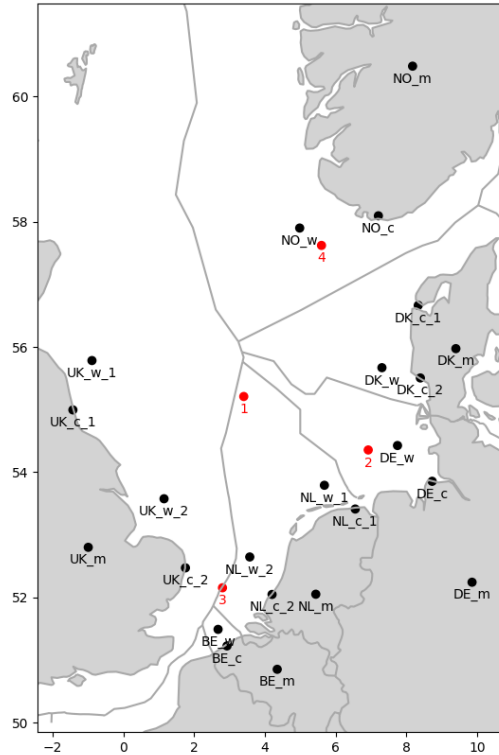 60
58
56
54
52
50
NO_m
NO_c
NO_w
4
DK_c_1
DK_m
DK_w
DK_c_2
UK_w_1
UK_c_1
1
2
DE_w
DE_c
NL_w_1
NL_c_1
UK_w_2
UK_m
UK_c_2
NL_w_2
3
NL_c_2
NL_m
DE_m
BE_w
BE_c
BE_m
−2 0 2 4 6 8 10